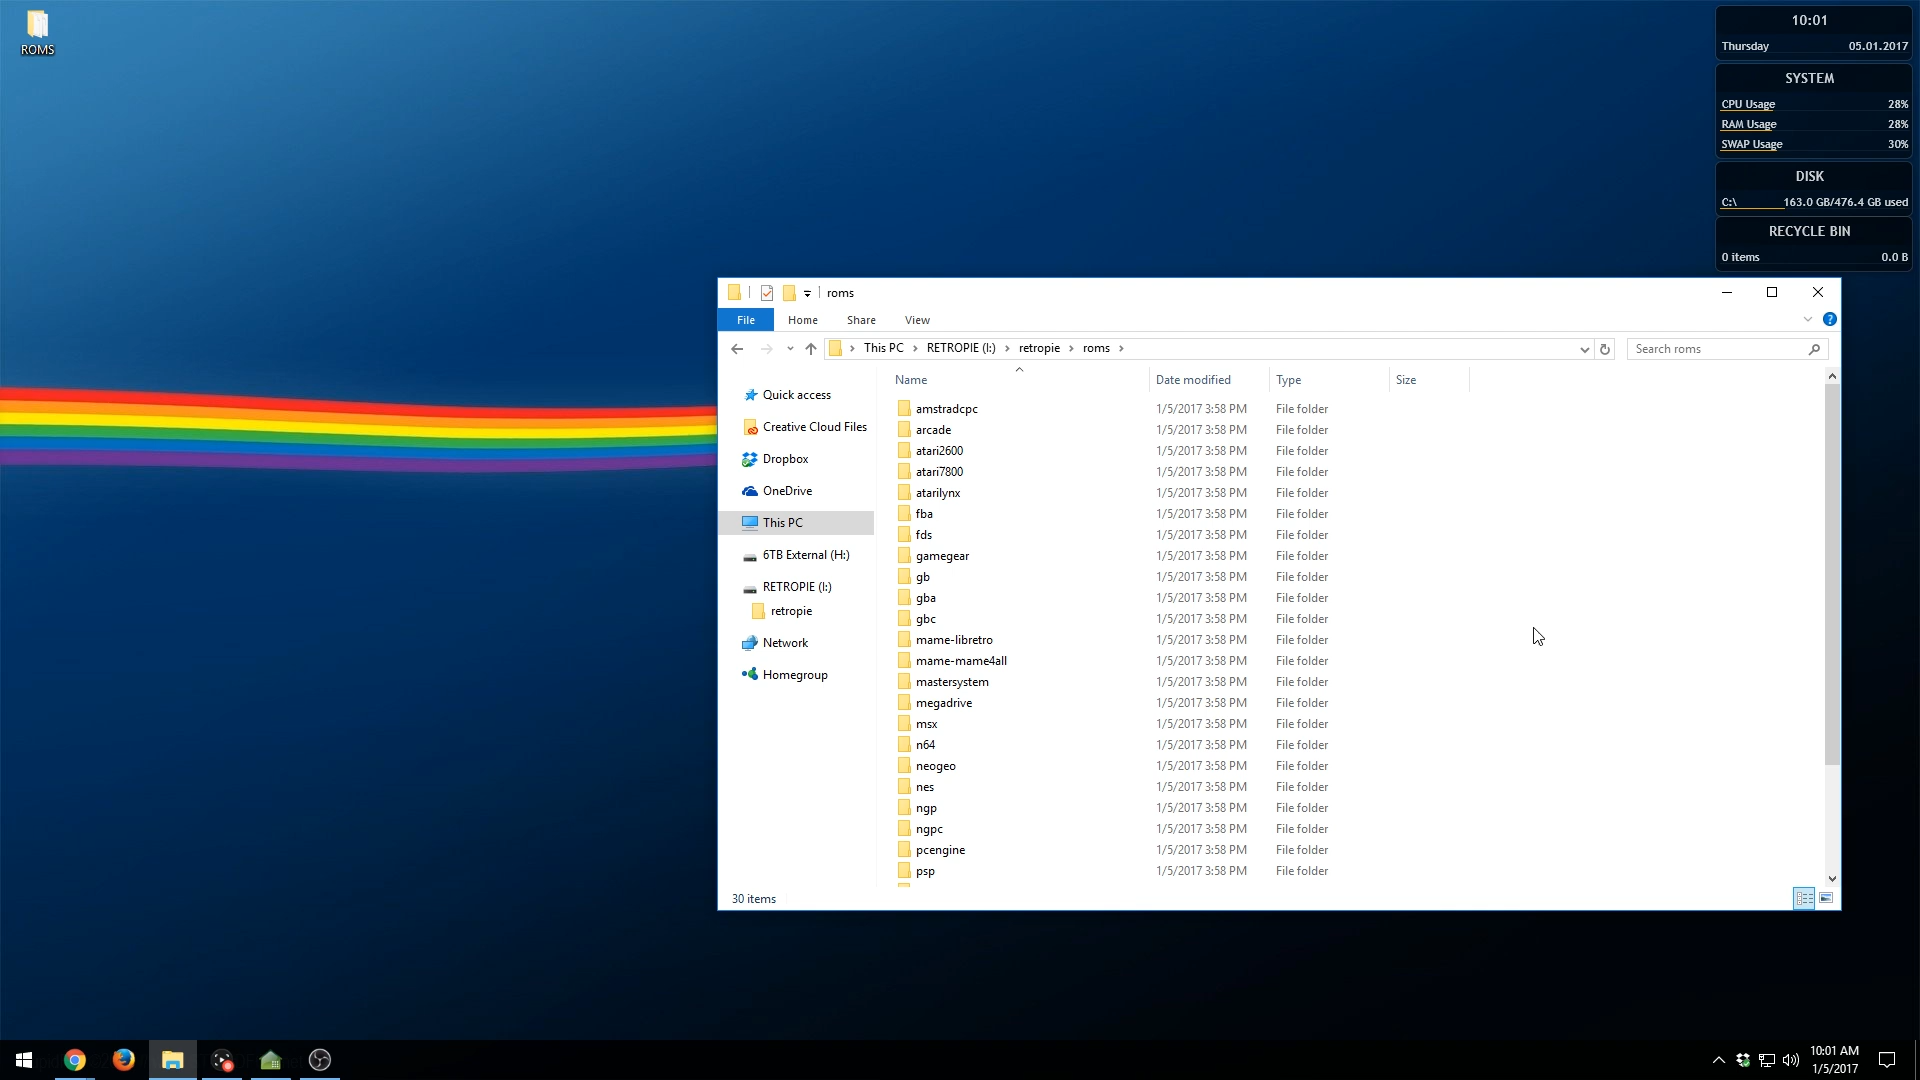 ROMS
10:01
Thursday 05.01.2017
SYSTEM
CPU Usage 28%
RAM Usage 28%
SWAP Usage 30%
DISK
C:\ 163.0 GB/476.4 GB used
RECYCLE BIN
0 items 0.0 B
roms
File Home Share View
This PC RETROPIE (I:) retropie roms
Search roms
Name Date modified Type Size
Quick access
Creative Cloud Files
Dropbox
OneDrive
This PC
6TB External (H:)
RETROPIE (I:)
retropie
Network
Homegroup
amstradcpc 1/5/2017 3:58 PM File folder
arcade 1/5/2017 3:58 PM File folder
atari2600 1/5/2017 3:58 PM File folder
atari7800 1/5/2017 3:58 PM File folder
atarilynx 1/5/2017 3:58 PM File folder
fba 1/5/2017 3:58 PM File folder
fds 1/5/2017 3:58 PM File folder
gamegear 1/5/2017 3:58 PM File folder
gb 1/5/2017 3:58 PM File folder
gba 1/5/2017 3:58 PM File folder
gbc 1/5/2017 3:58 PM File folder
mame-libretro 1/5/2017 3:58 PM File folder
mame-mame4all 1/5/2017 3:58 PM File folder
mastersystem 1/5/2017 3:58 PM File folder
megadrive 1/5/2017 3:58 PM File folder
msx 1/5/2017 3:58 PM File folder
n64 1/5/2017 3:58 PM File folder
neogeo 1/5/2017 3:58 PM File folder
nes 1/5/2017 3:58 PM File folder
ngp 1/5/2017 3:58 PM File folder
ngpc 1/5/2017 3:58 PM File folder
pcengine 1/5/2017 3:58 PM File folder
psp 1/5/2017 3:58 PM File folder
30 items
10:01 AM
1/5/2017